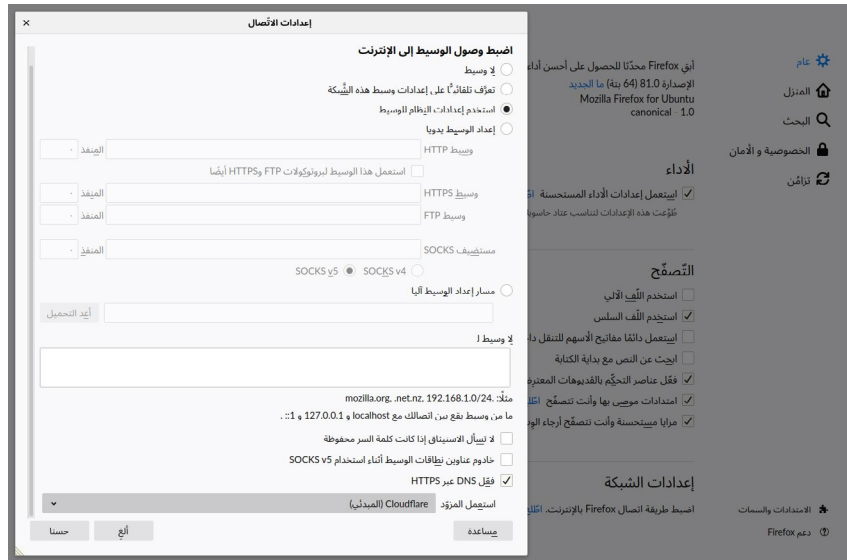 إعدادات الاتّصال
اضبط وصول الوسيط إلى الإنترنت
لا وسيط
تعرّف تلقائيًّا على إعدادات وسيط هذه الشّبكة
استخدم إعدادات النظام للوسيط
إعداد الوسيط يدويا
وسيط HTTP
المنفذ
٠
استعمل هذا الوسيط لبروتوكولات FTP وHTTPS أيضًا
وسيط HTTPS
المنفذ
٠
وسيط FTP
المنفذ
٠
مستضيف SOCKS
المنفذ
٠
SOCKS v4
SOCKS v5
مسار إعداد الوسيط آليا
أعِد التحميل
لا وسيط لـ
مثلًا: .mozilla.org, .net.nz, 192.168.1.0/24
ما من وسيط يقع بين اتصالك مع localhost و 127.0.0.1 و 1:: .
لا تسأل الاستيثاق إذا كانت كلمة السر محفوظة
خادوم عناوين نطاقات الوسيط أثناء استخدام SOCKS v5
فعّل DNS عبر HTTPS
استعمل المزوّد
Cloudflare (المبدئي)
مساعدة
ألغِ
حسنا
عام
المنزل
البحث
الخصوصية و الأمان
تزامُن
الامتدادات والسمات
دعم Firefox
أبقِ Firefox محدّثا للحصول على أحسن أداء
الإصدارة 81.0 (64 بتة) ما الجديد
Mozilla Firefox for Ubuntu
canonical - 1.0
الأداء
استعمل إعدادات الأداء المستحسنة
طُوّعت هذه الإعدادات لتناسب عتاد
التّصفّح
استخدم اللّف الآلي
استخدم اللّف السلس
استعمل دائمًا مفاتيح الأسهم للتنقل
ابحث عن النص مع بداية الكتابة
فعّل عناصر التحكّم بالفديوهات
امتدادات موصى بها وأنت تتصفّح
مزايا مستحسنة وأنت تتصفّح أرجاء
إعدادات الشبكة
اضبط طريقة اتصال Firefox بالإنترنت.